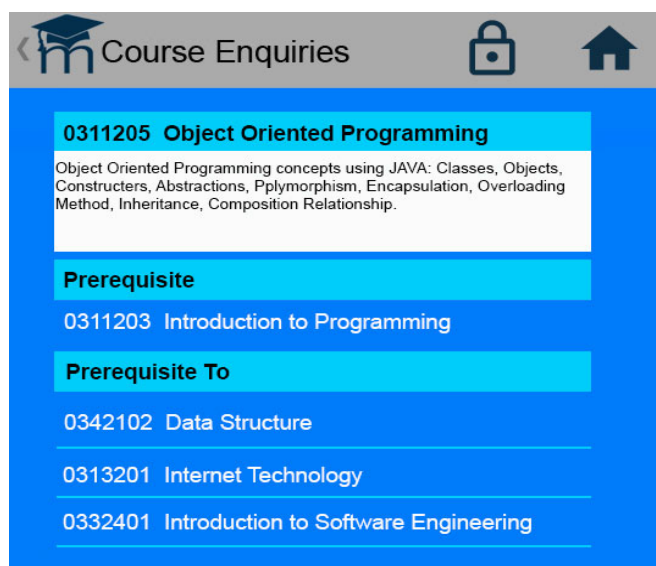 Course Enquiries
0311205 Object Oriented Programming
Object Oriented Programming concepts using JAVA: Classes, Objects,
Constructers, Abstractions, Pplymorphism, Encapsulation, Overloading
Method, Inheritance, Composition Relationship.
Prerequisite
0311203 Introduction to Programming
Prerequisite To
0342102 Data Structure
0313201 Internet Technology
0332401 Introduction to Software Engineering